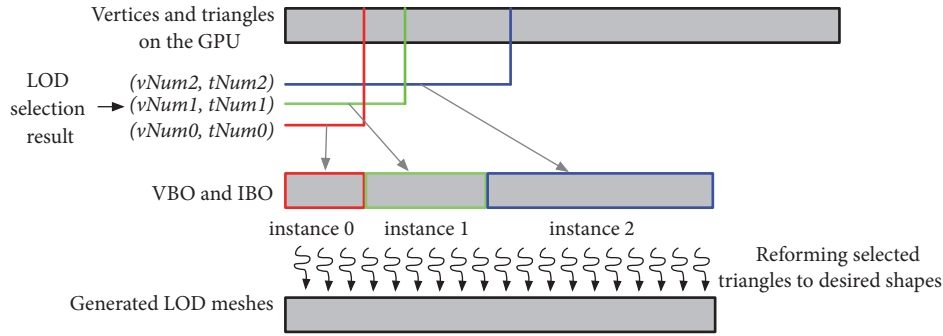 Vertices and triangles
on the GPU
LOD
selection
result
(vNum2, tNum2)
(vNum1, tNum1)
(vNum0, tNum0)
VBO and IBO
instance 0
instance 1
instance 2
Reforming selected
triangles to desired shapes
Generated LOD meshes